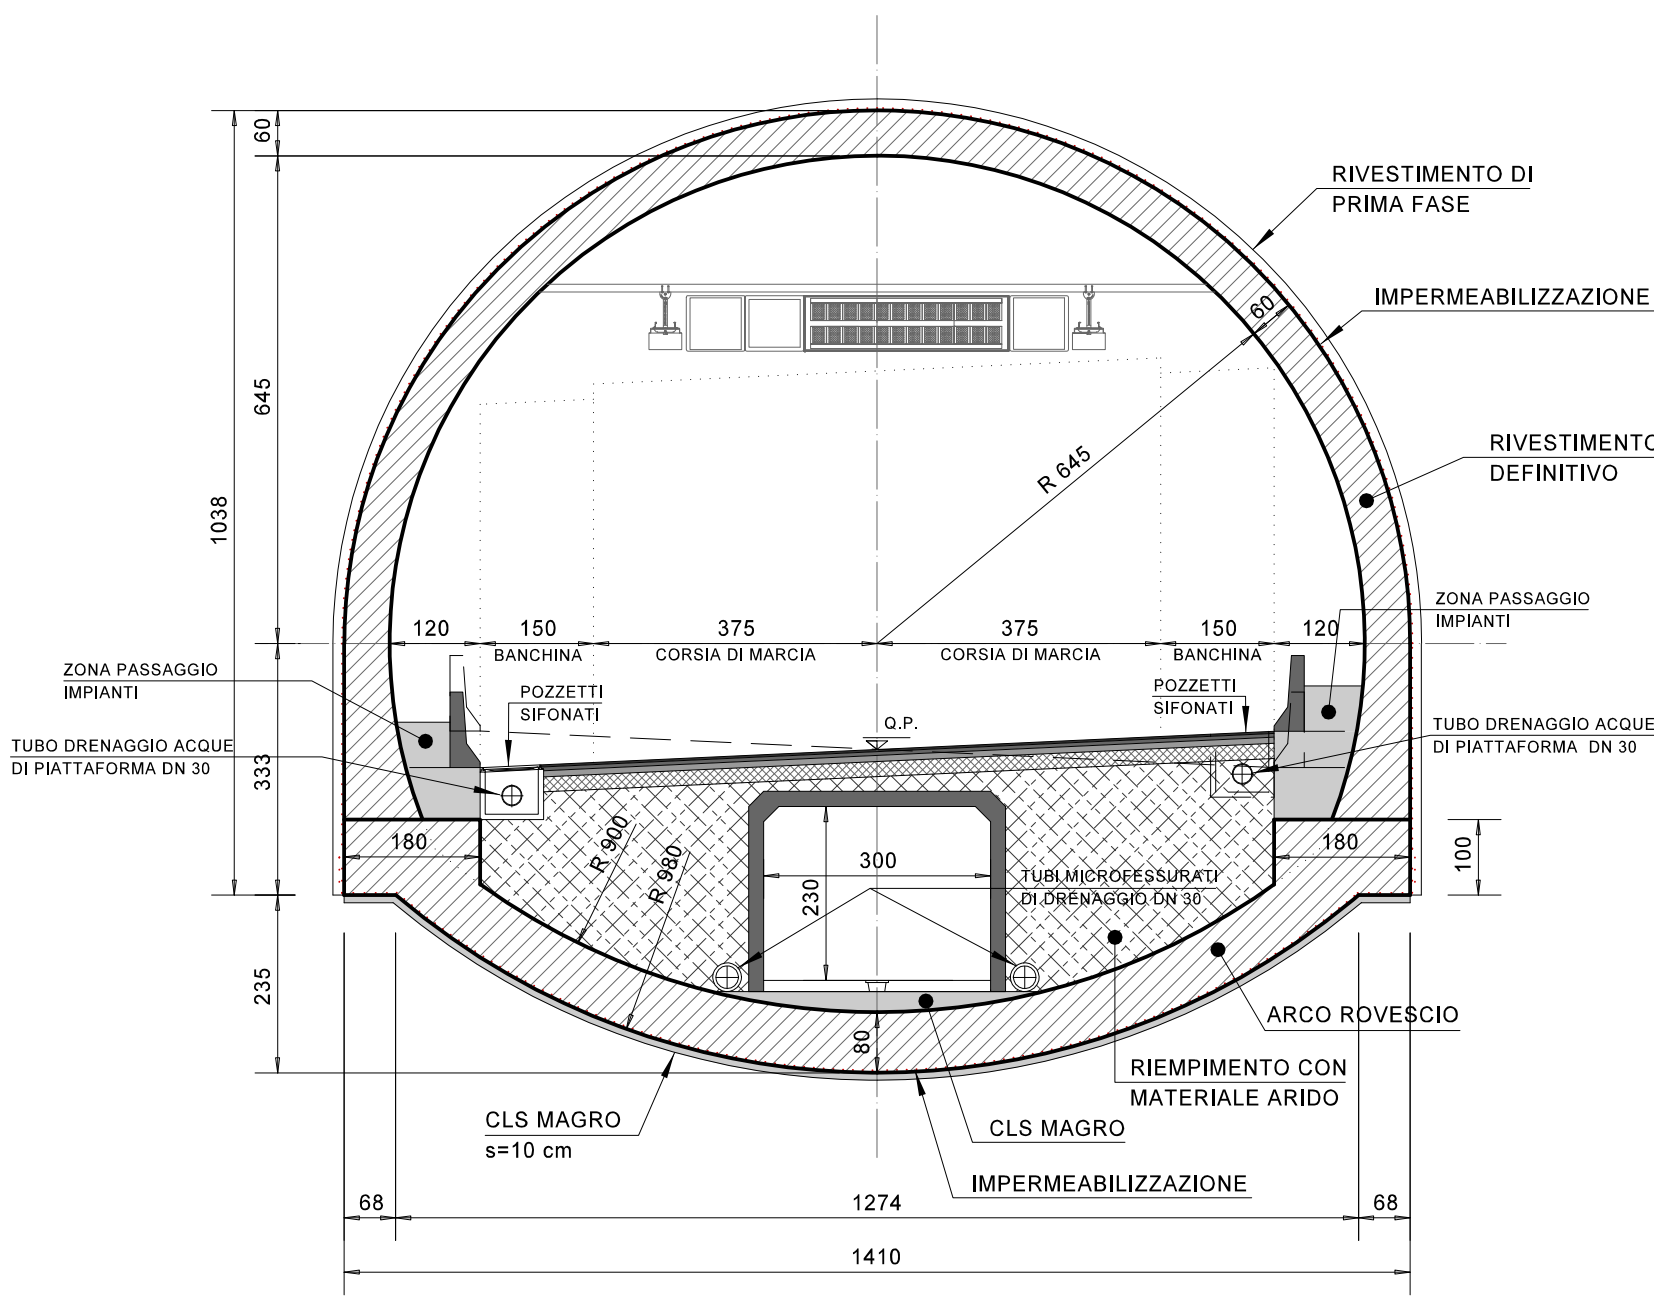 60
RIVESTIMENTO DI
PRIMA FASE
IMPERMEABILIZZAZIONE
60
645
R 645
RIVESTIMENTO
DEFINITIVO
1038
ZONA PASSAGGIO
IMPIANTI
120
150
375
375
150
120
BANCHINA
CORSIA DI MARCIA
CORSIA DI MARCIA
BANCHINA
ZONA PASSAGGIO
IMPIANTI
POZZETTI
SIFONATI
POZZETTI
SIFONATI
Q.P.
TUBO DRENAGGIO ACQUE
DI PIATTAFORMA DN 30
TUBO DRENAGGIO ACQUE
DI PIATTAFORMA DN 30
333
180
R 900
R 980
300
230
180
100
TUBI MICROFESSURATI
DI DRENAGGIO DN 30
235
80
ARCO ROVESCIO
RIEMPIMENTO CON
MATERIALE ARIDO
CLS MAGRO
s=10 cm
CLS MAGRO
IMPERMEABILIZZAZIONE
68
1274
68
1410